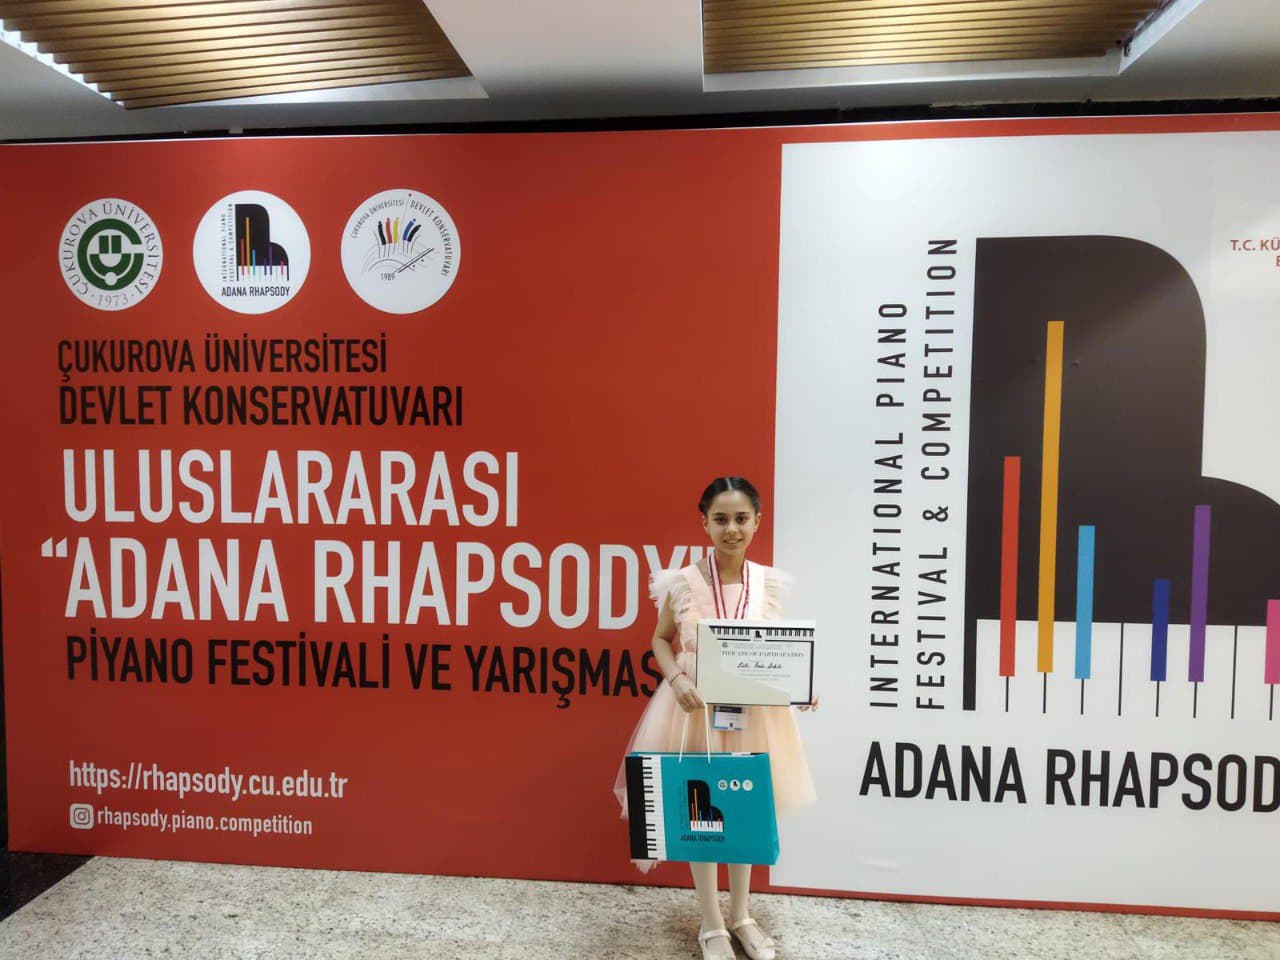 ÇUKUROVA ÜNİVERSİTESİ
1973
INTERNATIONAL PIANO
FESTIVAL & COMPETITION
ADANA RHAPSODY
ÇUKUROVA ÜNİVERSİTESİ
DEVLET KONSERVATUVARI
1989
ÇUKUROVA ÜNİVERSİTESİ
DEVLET KONSERVATUVARI
ULUSLARARASI
“ADANA RHAPSODY”
PİYANO FESTİVALİ VE YARIŞMAS
https://rhapsody.cu.edu.tr
rhapsody.piano.competition
T.C. KÜ
INTERNATIONAL PIANO
FESTIVAL & COMPETITION
ADANA RHAPSOD
OF PARTICIPATION
ADANA RHAPSODY